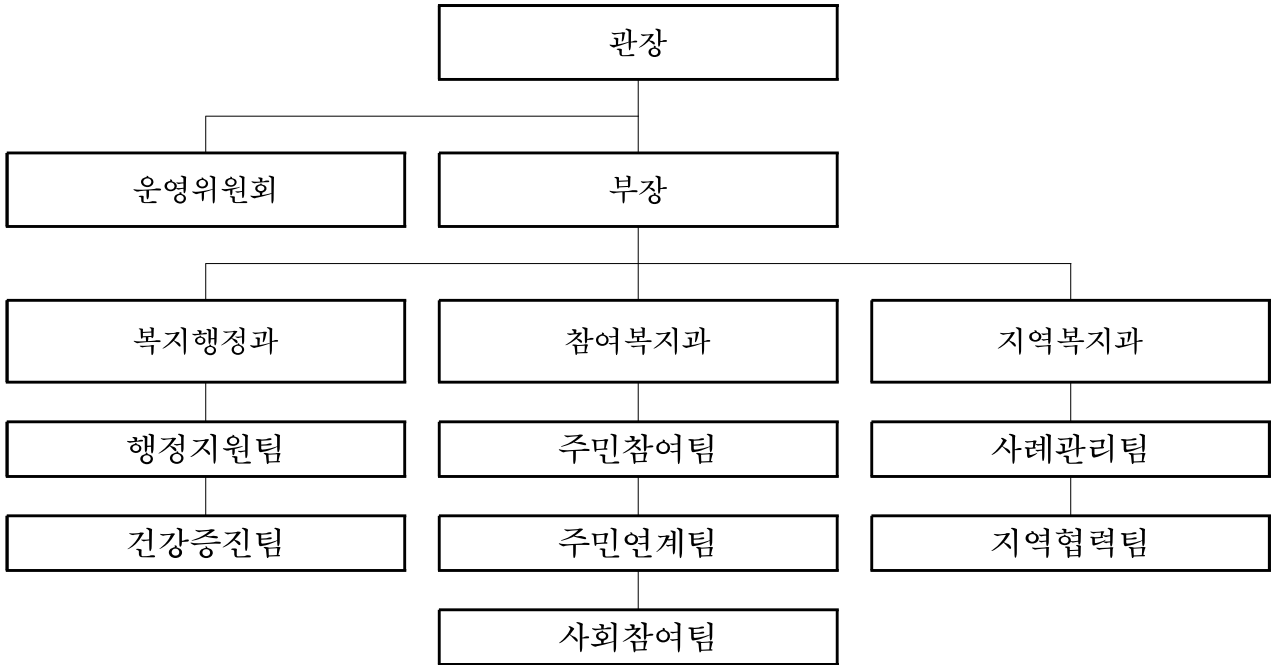 관장
운영위원회
부장
복지행정과
참여복지과
지역복지과
행정지원팀
주민참여팀
사례관리팀
건강증진팀
주민연계팀
지역협력팀
사회참여팀